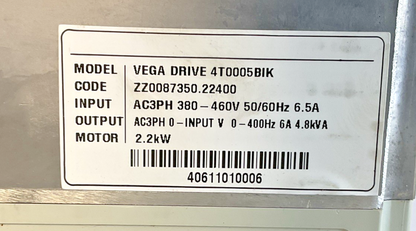 MODEL VEGA DRIVE 4T0005BIK
CODE ZZ0087350.22400
INPUT AC3PH 380-460V 50/60Hz 6.5A
OUTPUT AC3PH 0-INPUT V 0-400Hz 6A 4.8kVA
MOTOR 2.2kW
40611010006